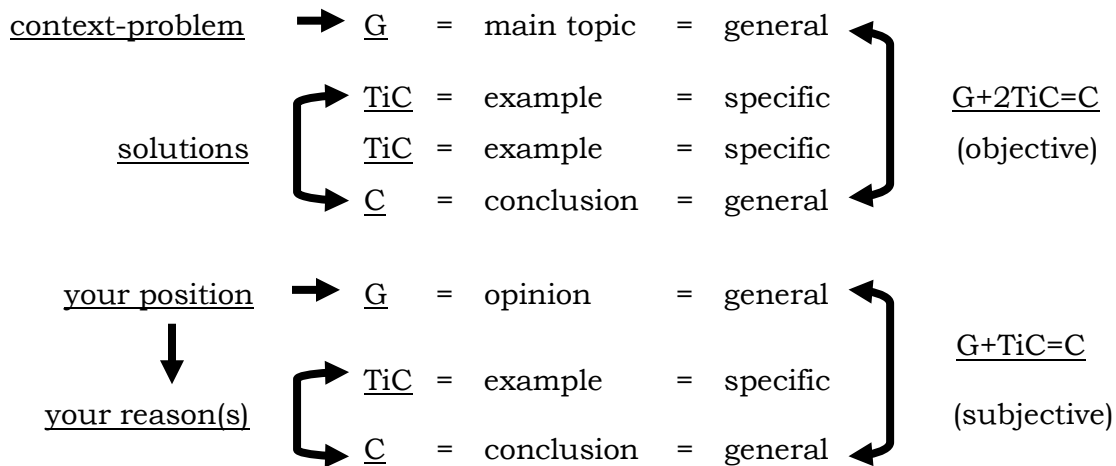 context-problem G = main topic = general
TiC = example = specific G+2TiC=C
solutions TiC = example = specific (objective)
C = conclusion = general
your position G = opinion = general
G+TiC=C
TiC = example = specific
your reason(s) (subjective)
C = conclusion = general